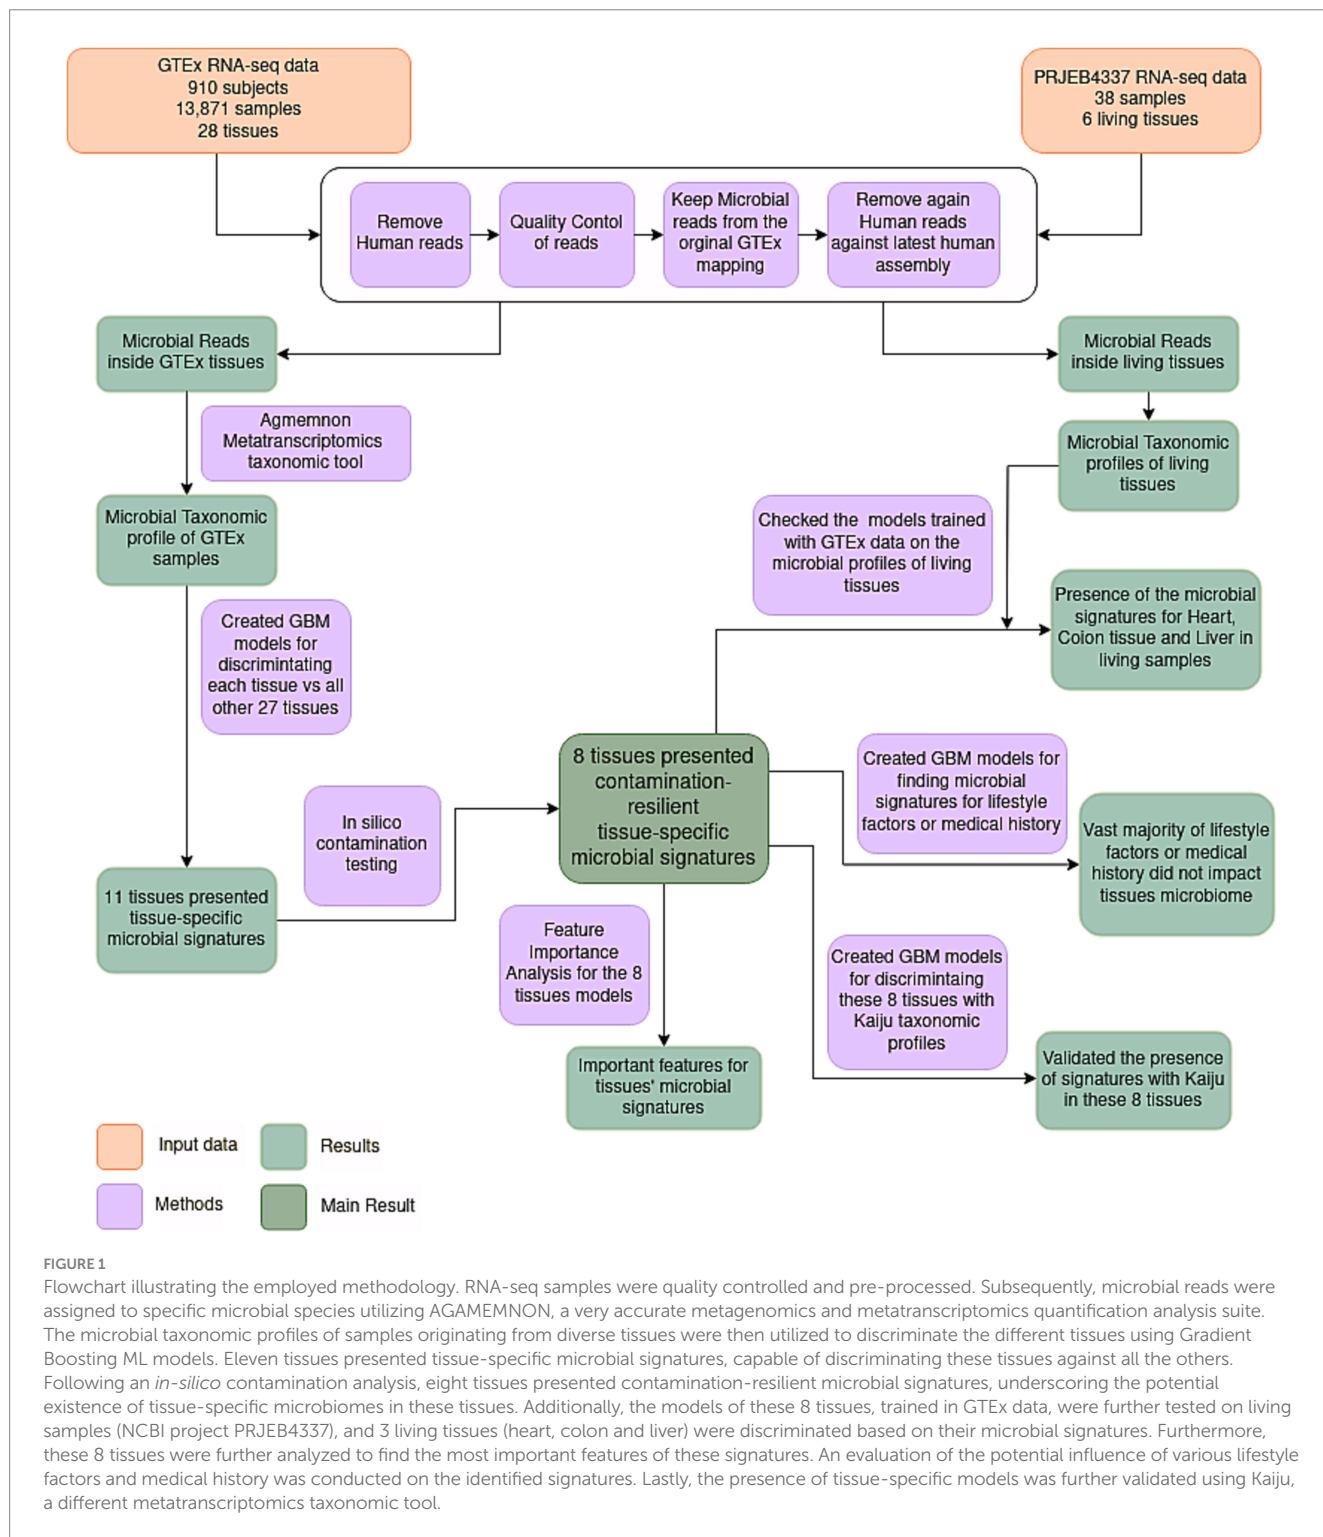 GTEx RNA-seq data
910 subjects
13,871 samples
28 tissues
PRJEB4337 RNA-seq data
38 samples
6 living tissues
Remove
Human reads
Quality Contol
of reads
Keep Microbial
reads from the
orginal GTEx
mapping
Remove again
Human reads
against latest human
assembly
Microbial Reads
inside GTEx tissues
Microbial Reads
inside living tissues
Agmemnon
Metatranscriptomics
taxonomic tool
Microbial Taxonomic
profiles of living
tissues
Microbial Taxonomic
profile of GTEx
samples
Checked the models trained
with GTEx data on the
microbial profiles of living
tissues
Created GBM
models for
discrimintating
each tissue vs all
other 27 tissues
Presence of the microbial
signatures for Heart,
Colon tissue and Liver in
living samples
8 tissues presented
contamination-
resilient
tissue-specific
microbial signatures
Created GBM models for
finding microbial
signatures for lifestyle
factors or medical history
In silico
contamination
testing
Vast majority of lifestyle
factors or medical
history did not impact
tissues microbiome
11 tissues presented
tissue-specific
microbial signatures
Feature
Importance
Analysis for the 8
tissues models
Created GBM models
for discrimintaing
these 8 tissues with
Kaiju taxonomic
profiles
Important features for
tissues' microbial
signatures
Validated the presence
of signatures with Kaiju
in these 8 tissues
Input data
Results
Methods
Main Result
FIGURE 1
Flowchart illustrating the employed methodology. RNA-seq samples were quality controlled and pre-processed. Subsequently, microbial reads were
assigned to specific microbial species utilizing AGAMEMNON, a very accurate metagenomics and metatranscriptomics quantification analysis suite.
The microbial taxonomic profiles of samples originating from diverse tissues were then utilized to discriminate the different tissues using Gradient
Boosting ML models. Eleven tissues presented tissue-specific microbial signatures, capable of discriminating these tissues against all the others.
Following an in-silico contamination analysis, eight tissues presented contamination-resilient microbial signatures, underscoring the potential
existence of tissue-specific microbiomes in these tissues. Additionally, the models of these 8 tissues, trained in GTEx data, were further tested on living
samples (NCBI project PRJEB4337), and 3 living tissues (heart, colon and liver) were discriminated based on their microbial signatures. Furthermore,
these 8 tissues were further analyzed to find the most important features of these signatures. An evaluation of the potential influence of various lifestyle
factors and medical history was conducted on the identified signatures. Lastly, the presence of tissue-specific models was further validated using Kaiju,
a different metatranscriptomics taxonomic tool.